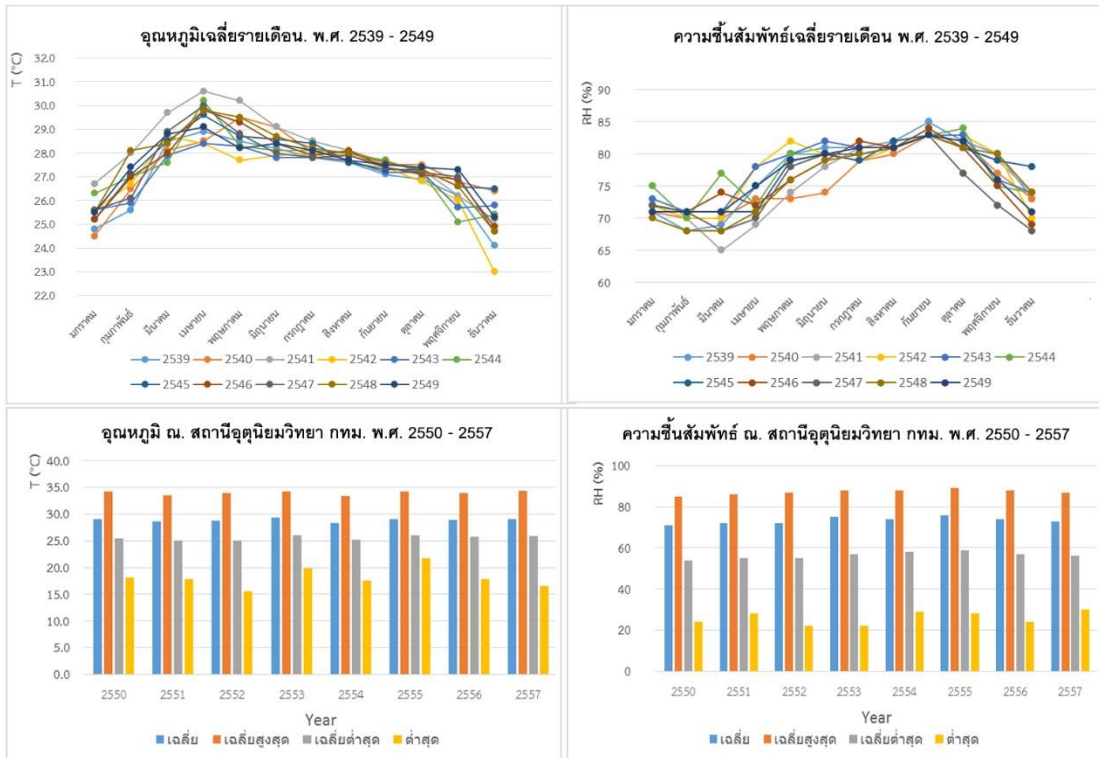 อุณหภูมิเฉลี่ยรายเดือน. พ.ศ. 2539 - 2549
T (°C)
32.0
31.0
30.0
29.0
28.0
27.0
26.0
25.0
24.0
23.0
22.0
มกราคม
กุมภาพันธ์
มีนาคม
เมษายน
พฤษภาคม
มิถุนายน
กรกฎาคม
สิงหาคม
กันยายน
ตุลาคม
พฤศจิกายน
ธันวาคม
2539 2540 2541 2542 2543 2544
2545 2546 2547 2548 2549
ความชื้นสัมพัทธ์เฉลี่ยรายเดือน พ.ศ. 2539 - 2549
RH (%)
90
85
80
75
70
65
60
มกราคม
กุมภาพันธ์
มีนาคม
เมษายน
พฤษภาคม
มิถุนายน
กรกฎาคม
สิงหาคม
กันยายน
ตุลาคม
พฤศจิกายน
ธันวาคม
2539 2540 2541 2542 2543 2544
2545 2546 2547 2548 2549
อุณหภูมิ ณ. สถานีอุตุนิยมวิทยา กทม. พ.ศ. 2550 - 2557
T (°C)
40.0
35.0
30.0
25.0
20.0
15.0
10.0
5.0
0.0
2550 2551 2552 2553 2554 2555 2556 2557
Year
เฉลี่ย เฉลี่ยสูงสุด เฉลี่ยต่ำสุด ต่ำสุด
ความชื้นสัมพัทธ์ ณ. สถานีอุตุนิยมวิทยา กทม. พ.ศ. 2550 - 2557
RH (%)
100
80
60
40
20
0
2550 2551 2552 2553 2554 2555 2556 2557
Year
เฉลี่ย เฉลี่ยสูงสุด เฉลี่ยต่ำสุด ต่ำสุด